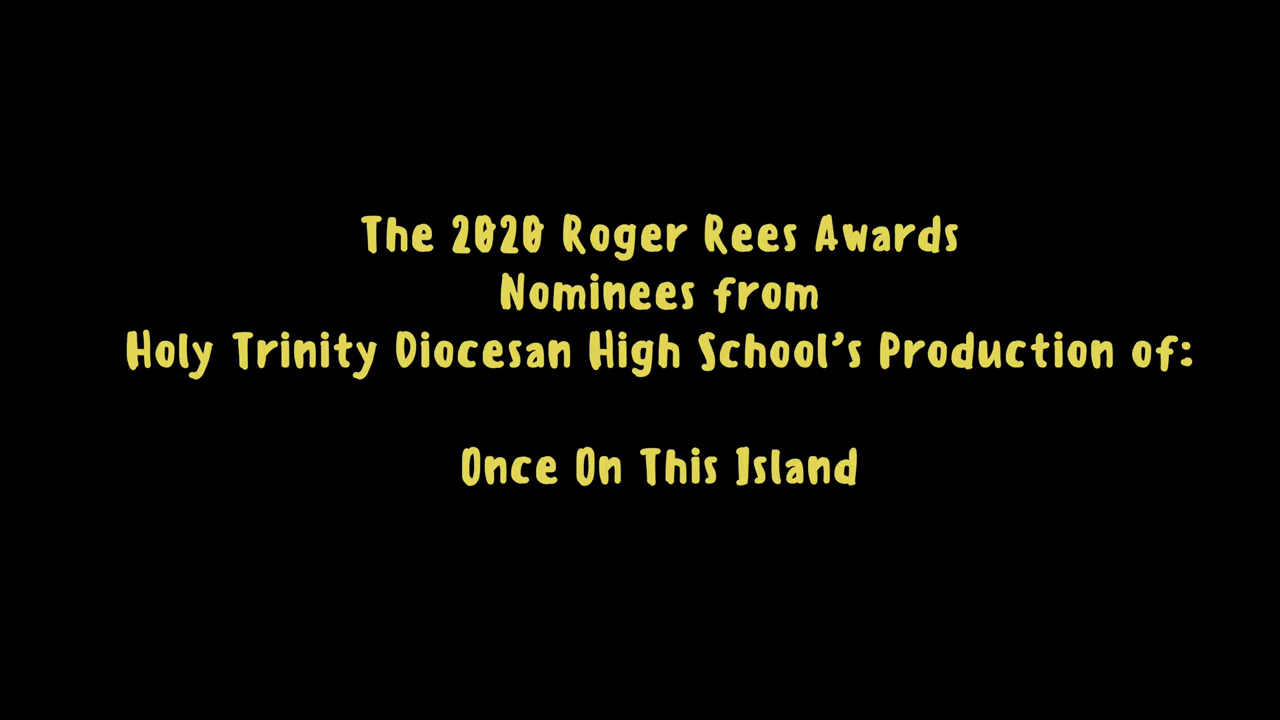 The 2020 Roger Rees Awards
Nominees from
Holy Trinity Diocesan High School's Production of:
Once On This Island